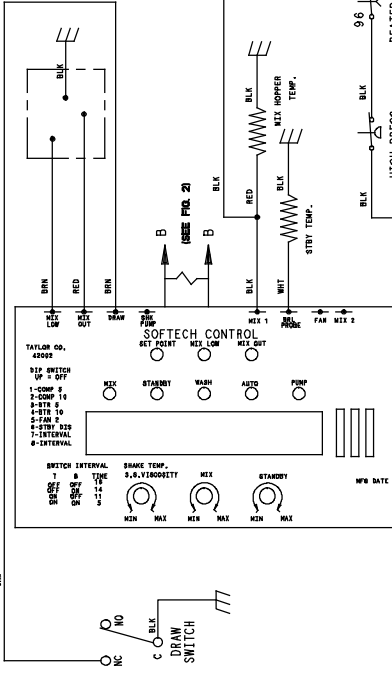 96
HEATER
BLK
BLK
HIGH PRESS.
BLK
BLK
MIX HOPPER
TEMP.
BLK
RED
BLK
STBY TEMP.
(SEE FIG. 2)
B
B
BRN
RED
BRN
BLK
WHT
MIX
LOW
MIX
OUT
DRAW
SHK
PUMP
MIX 1
BRL
PROBE
FAN
MIX 2
SOFTECH CONTROL
SET POINT
MIX LOW
MIX OUT
TAYLOR CO.
42092
DIP SWITCH
UP = OFF
1-COMP 5
2-COMP 10
3-BTR 5
4-BTR 10
5-FAN 2
6-STBY DIS
7-INTERVAL
8-INTERVAL
MIX
STANDBY
WASH
AUTO
PUMP
SWITCH INTERVAL
7 8 TIME
OFF OFF 18
OFF ON 14
ON OFF 11
ON ON 5
SHAKE TEMP.
S.S.VISCOSITY
MIX
STANDBY
MIN MAX
MIN MAX
MIN MAX
MFG DATE
NO
NC
C
BLK
DRAW
SWITCH